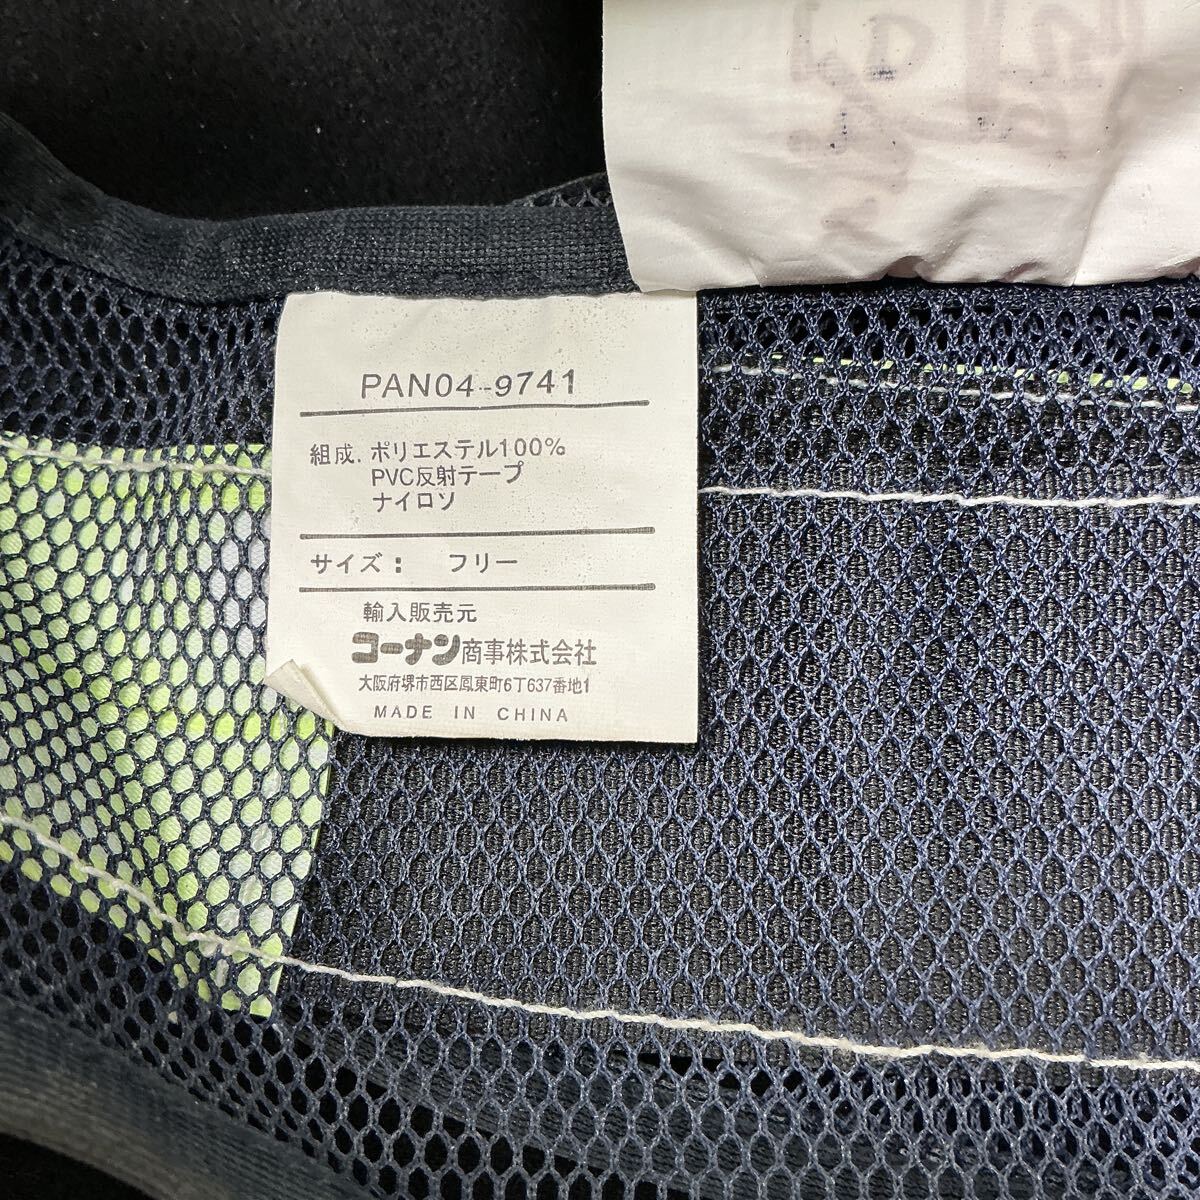 PAN04-9741
組成. ポリエステル100%
PVC反射テープ
ナイロソ
サイズ: フリー
輸入販売元
コーナン商事株式会社
大阪府堺市西区鳳東町6丁637番地1
MADE IN CHINA